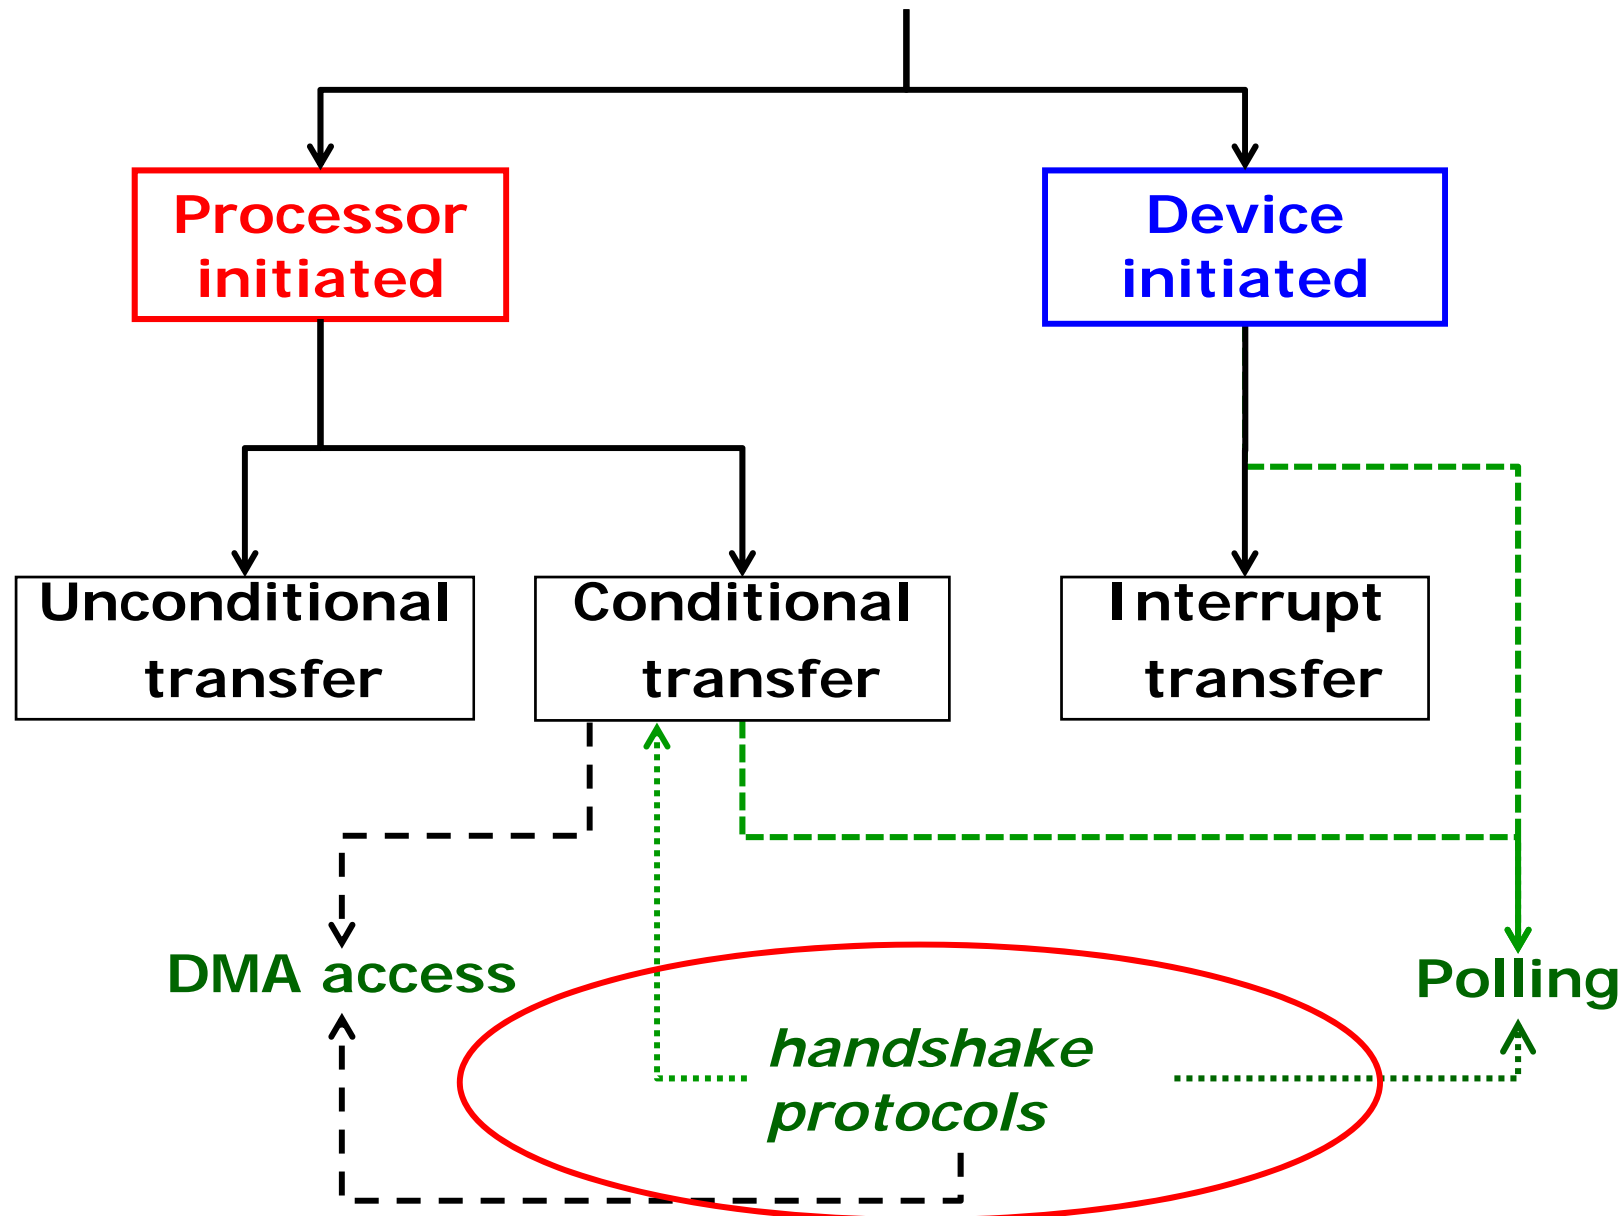 Processor
initiated
Device
initiated
Unconditional
transfer
Conditional
transfer
Interrupt
transfer
DMA access
Polling
handshake
protocols